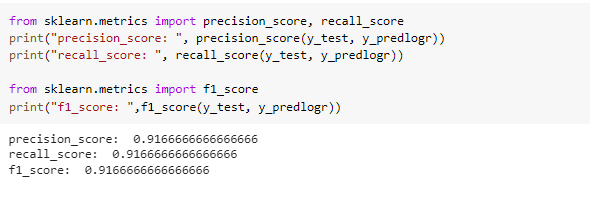 from sklearn.metrics import precision_score, recall_score
print("precision_score: ", precision_score(y_test, y_predlogr))
print("recall_score: ", recall_score(y_test, y_predlogr))
from sklearn.metrics import f1_score
print("f1_score: ",f1_score(y_test, y_predlogr))
precision_score:  0.9166666666666666
recall_score:  0.9166666666666666
f1_score:  0.9166666666666666